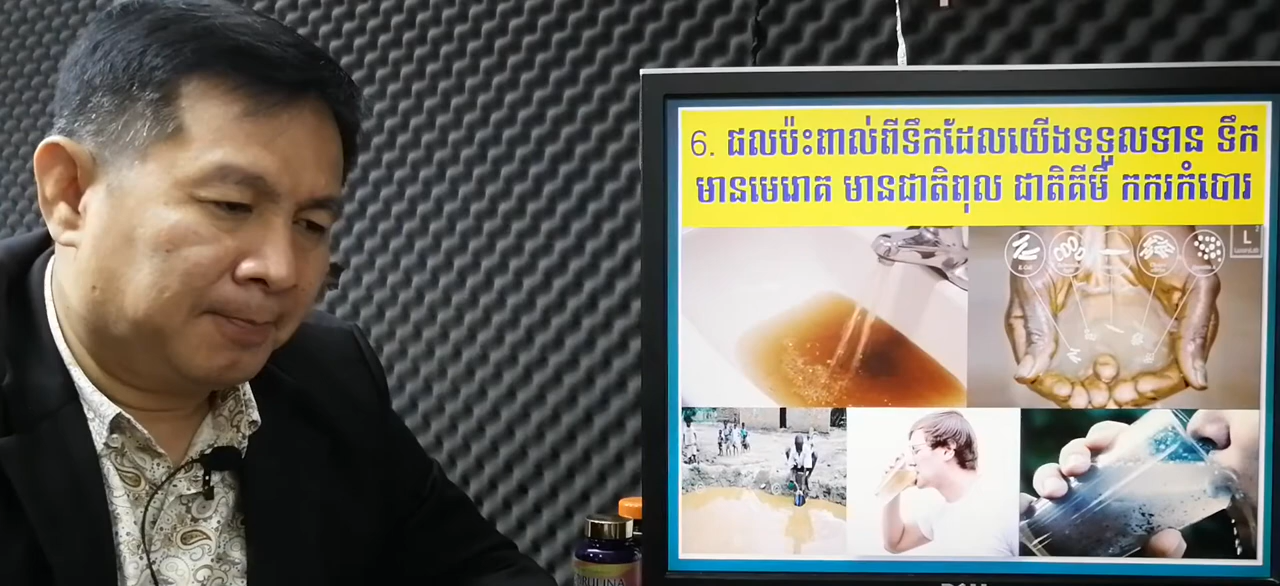 6. ផលប៉ះពាល់ពីទឹកដែលយើងទទួលទាន ទឹក
មានមេរោគ មានជាតិពុល ជាតិគីមី កករកំបោរ
L